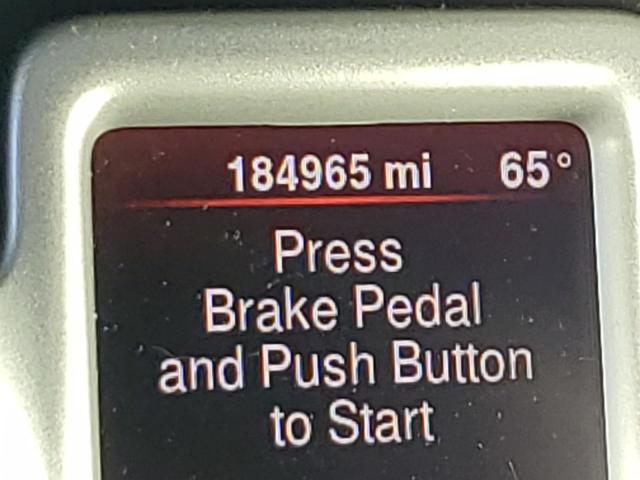 184965 mi 65°
Press
Brake Pedal
and Push Button
to Start